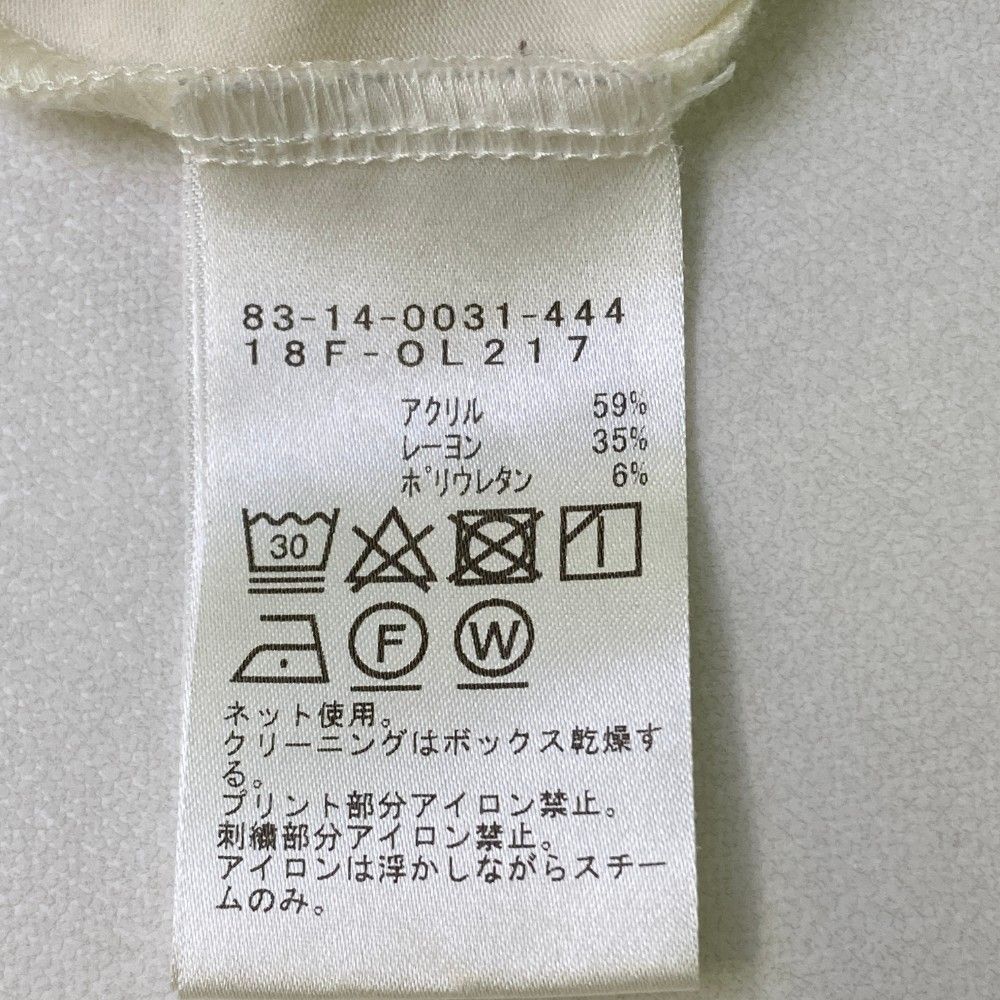 83-14-0031-444
18F-OL217
アクリル 59%
レーヨン 35%
ポリウレタン 6%
30
F W
ネット使用。
クリーニングはボックス乾燥す
る。
プリント部分アイロン禁止。
刺繍部分アイロン禁止。
アイロンは浮かしながらスチー
ムのみ。